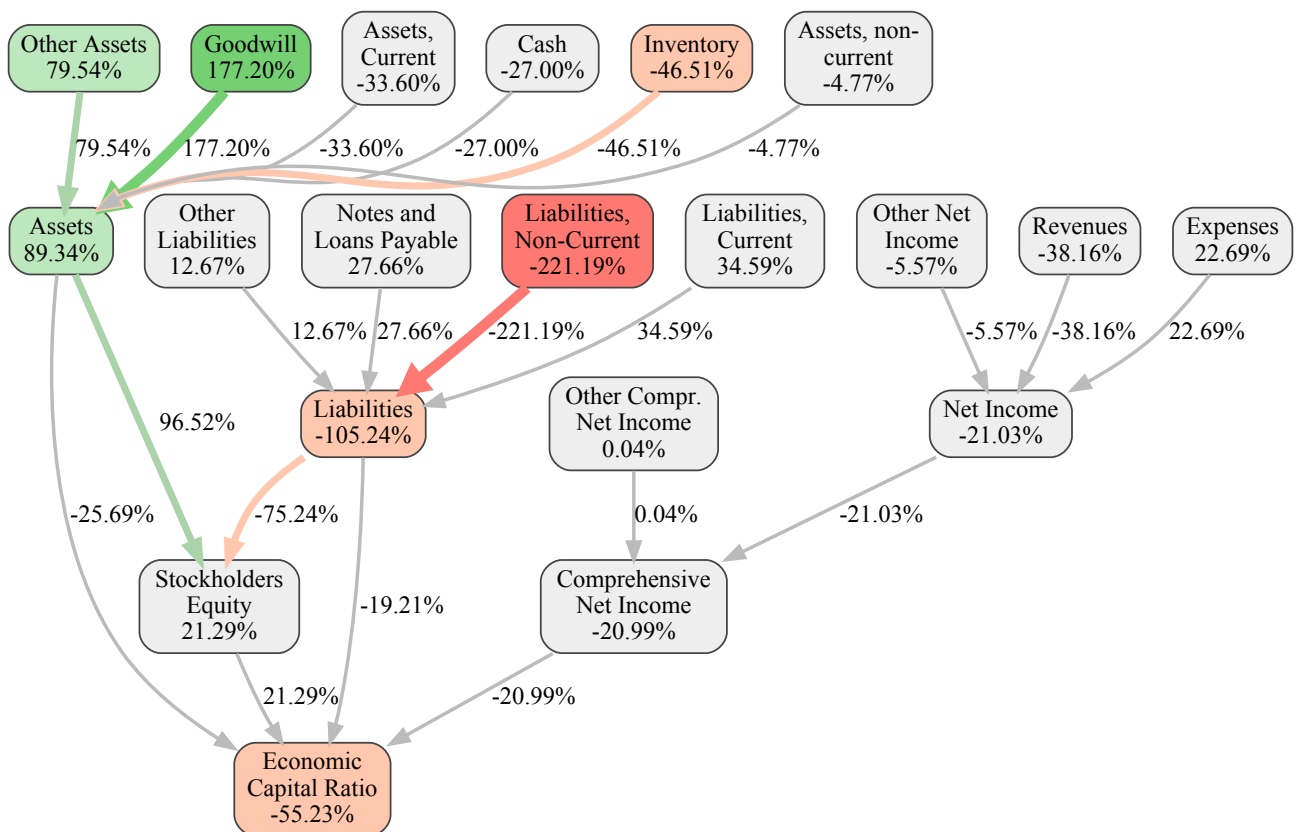 Other Assets
79.54%
Goodwill
177.20%
Assets,
Current
-33.60%
Cash
-27.00%
Inventory
-46.51%
Assets, non-
current
-4.77%
79.54%
177.20%
-33.60%
-27.00%
-46.51%
-4.77%
Assets
89.34%
Other
Liabilities
12.67%
Notes and
Loans Payable
27.66%
Liabilities,
Non-Current
-221.19%
Liabilities,
Current
34.59%
Other Net
Income
-5.57%
Revenues
-38.16%
Expenses
22.69%
12.67%
27.66%
-221.19%
34.59%
-5.57%
-38.16%
22.69%
96.52%
Liabilities
-105.24%
Other Compr.
Net Income
0.04%
Net Income
-21.03%
-25.69%
-75.24%
0.04%
-21.03%
Stockholders
Equity
21.29%
-19.21%
Comprehensive
Net Income
-20.99%
21.29%
-20.99%
Economic
Capital Ratio
-55.23%